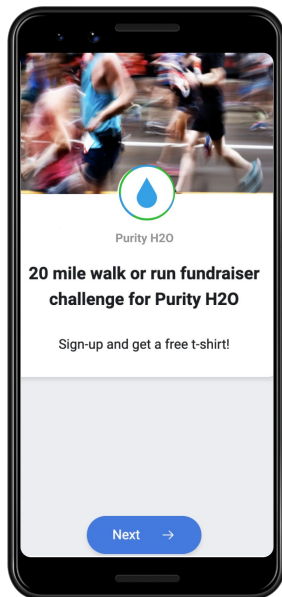 Purity H2O
20 mile walk or run fundraiser
challenge for Purity H2O
Sign-up and get a free t-shirt!
Next →